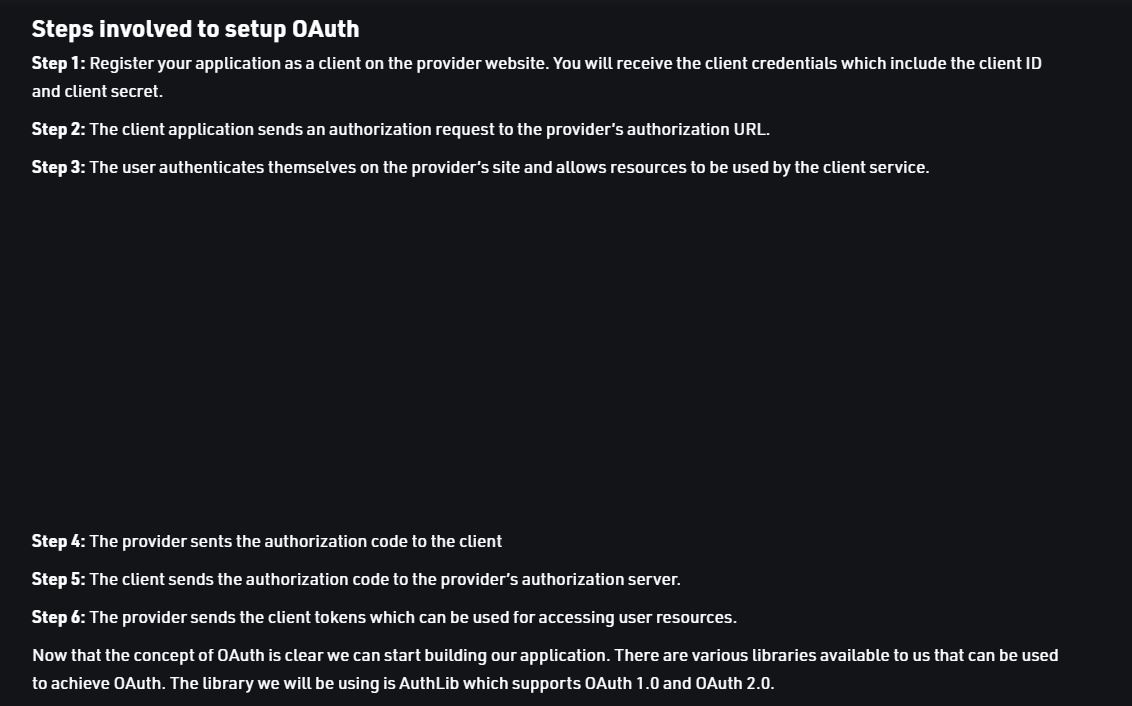 Steps involved to setup OAuth
Step 1: Register your application as a client on the provider website. You will receive the client credentials which include the client ID
and client secret.
Step 2: The client application sends an authorization request to the provider’s authorization URL.
Step 3: The user authenticates themselves on the provider’s site and allows resources to be used by the client service.
Step 4: The provider sents the authorization code to the client
Step 5: The client sends the authorization code to the provider’s authorization server.
Step 6: The provider sends the client tokens which can be used for accessing user resources.
Now that the concept of OAuth is clear we can start building our application. There are various libraries available to us that can be used
to achieve OAuth. The library we will be using is AuthLib which supports OAuth 1.0 and OAuth 2.0.